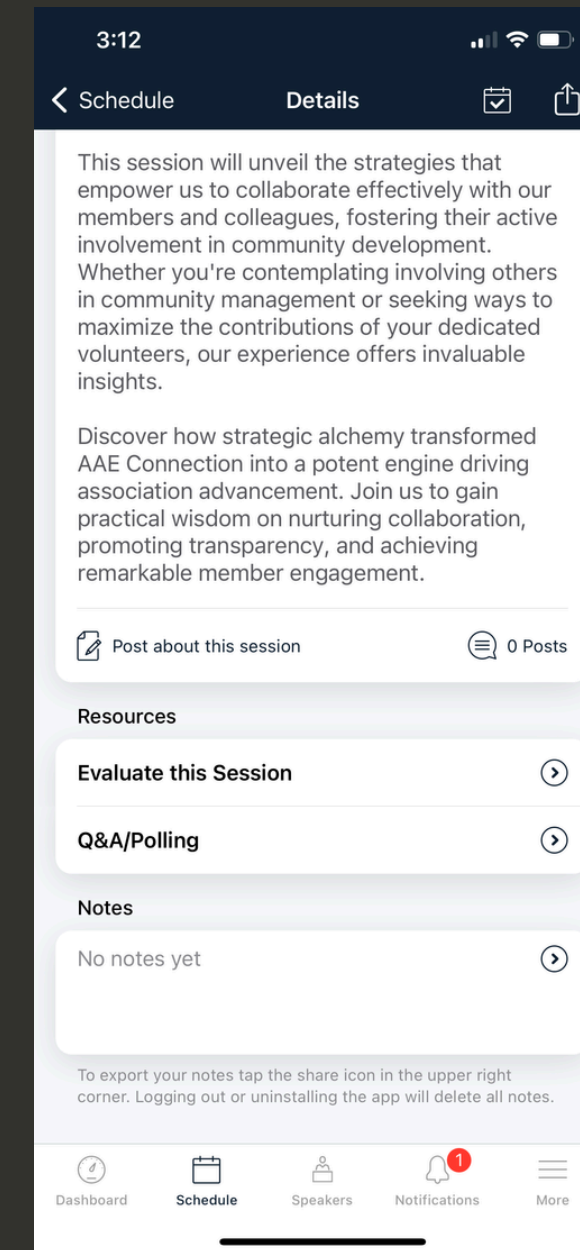 3:12
Schedule
Details
This session will unveil the strategies that
empower us to collaborate effectively with our
members and colleagues, fostering their active
involvement in community development.
Whether you're contemplating involving others
in community management or seeking ways to
maximize the contributions of your dedicated
volunteers, our experience offers invaluable
insights.
Discover how strategic alchemy transformed
AAE Connection into a potent engine driving
association advancement. Join us to gain
practical wisdom on nurturing collaboration,
promoting transparency, and achieving
remarkable member engagement.
Post about this session
0 Posts
Resources
Evaluate this Session
Q&A/Polling
Notes
No notes yet
To export your notes tap the share icon in the upper right
corner. Logging out or uninstalling the app will delete all notes.
1
Dashboard
Schedule
Speakers
Notifications
More